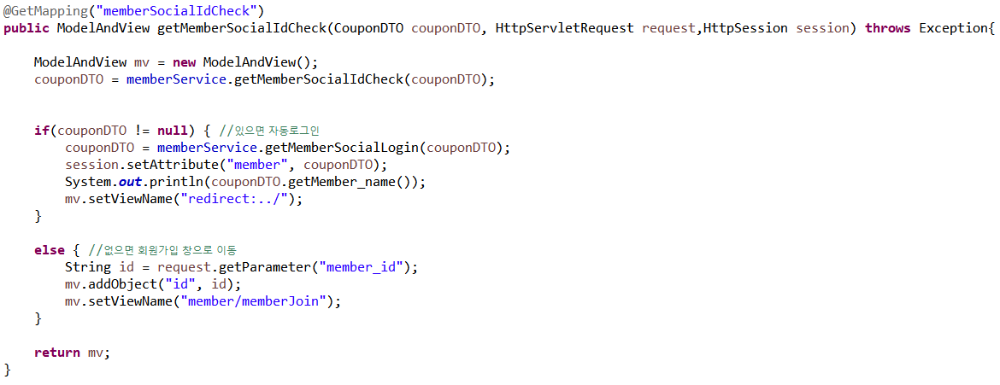 @GetMapping("memberSocialIdCheck")
public ModelAndView getMemberSocialIdCheck(CouponDTO couponDTO, HttpServletRequest request,HttpSession session) throws Exception{
ModelAndView mv = new ModelAndView();
couponDTO = memberService.getMemberSocialIdCheck(couponDTO);
if(couponDTO != null) { //있으면 자동로그인
couponDTO = memberService.getMemberSocialLogin(couponDTO);
session.setAttribute("member", couponDTO);
System.out.println(couponDTO.getMember_name());
mv.setViewName("redirect:../");
}
else { //없으면 회원가입 창으로 이동
String id = request.getParameter("member_id");
mv.addObject("id", id);
mv.setViewName("member/memberJoin");
}
return mv;
}